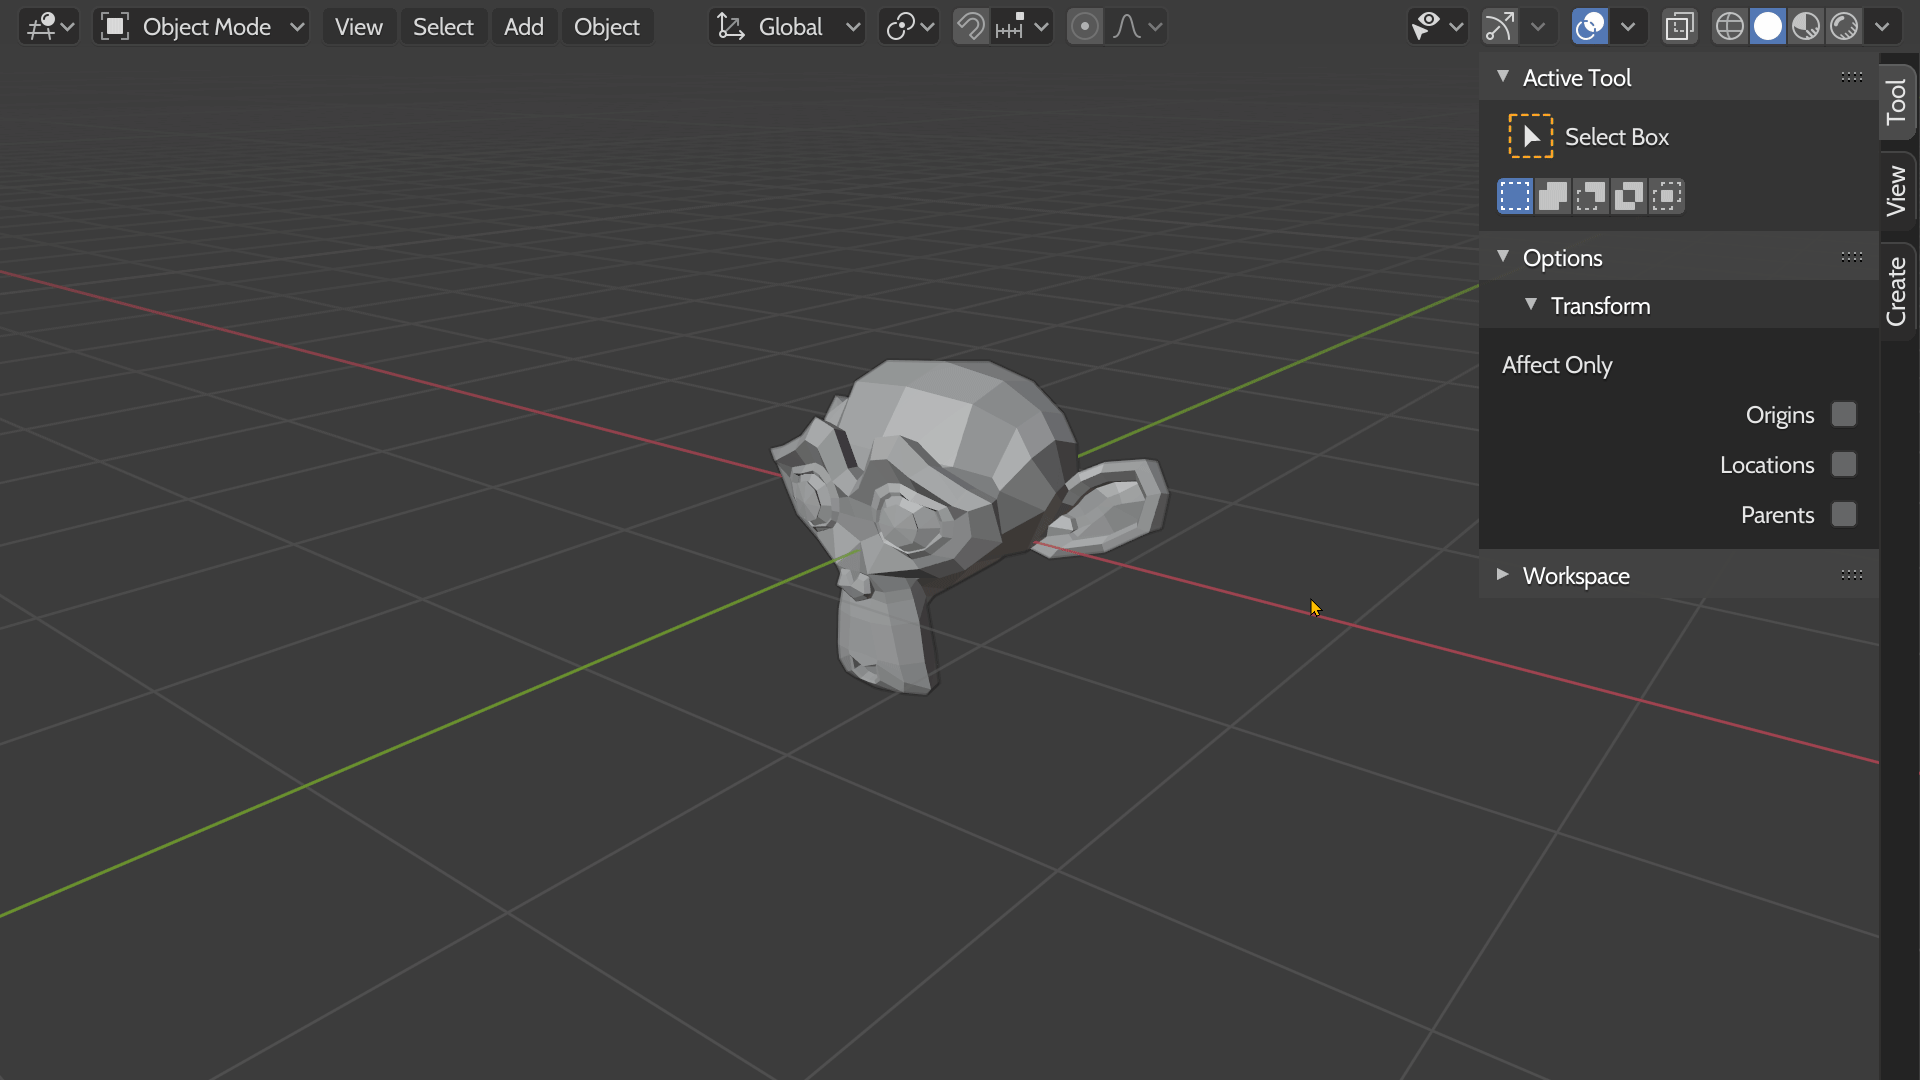 Object Mode View Select Add Object Global
Active Tool
Select Box
Options
Transform
Affect Only
Origins
Locations
Parents
Workspace
Tool
View
Create